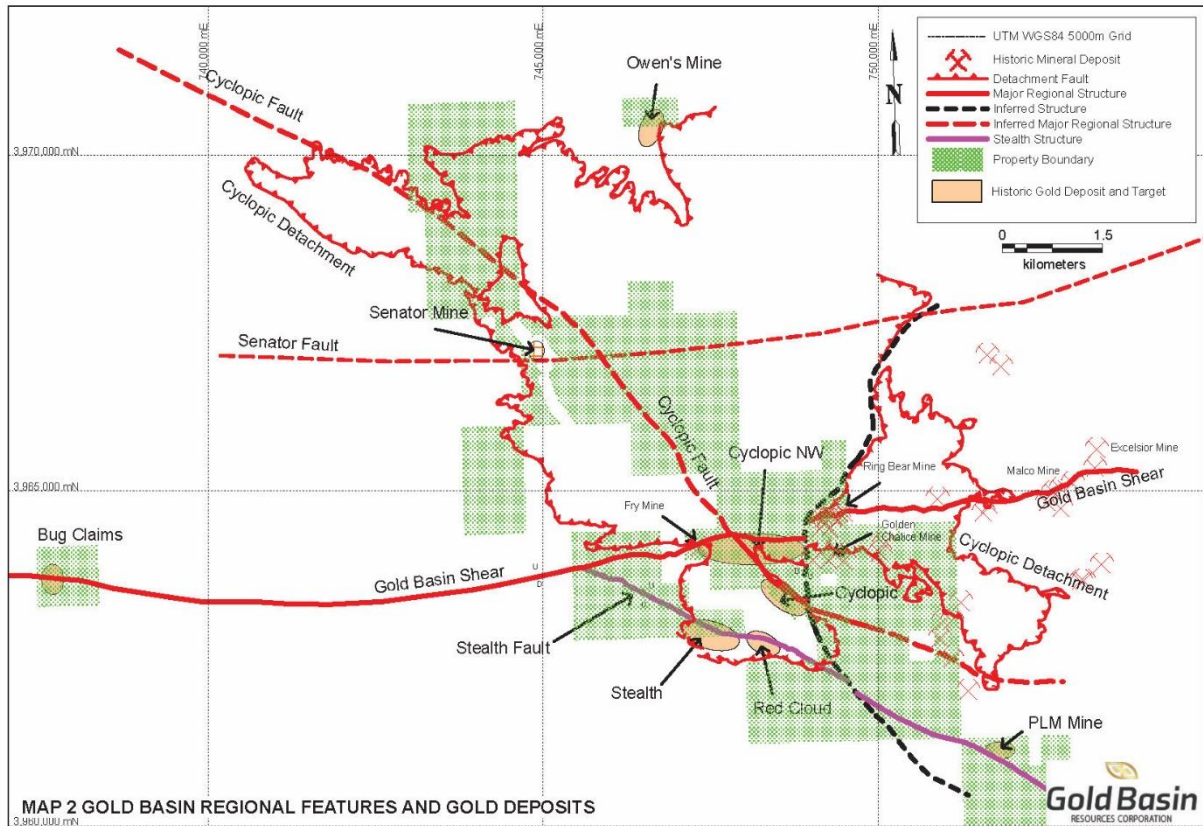 740,000 mE
745,000 mE
750,000 mE
UTM WGS84 5000m Grid
Historic Mineral Deposit
Detachment Fault
Major Regional Structure
Inferred Structure
Inferred Major Regional Structure
Stealth Structure
Property Boundary
Historic Gold Deposit and Target
N
0
1.5
kilometers
Owen's Mine
Cyclopic Fault
3,970,000 mN
Cyclopic Detachment
Senator Mine
Senator Fault
Cyclopic Fault
Cyclopic NW
Ring Bear Mine
Excelsior Mine
Malco Mine
Gold Basin Shear
3,965,000 mN
Fry Mine
Golden
Chalice Mine
Bug Claims
Cyclopic Detachment
Gold Basin Shear
U
D
U
Cyclopic
Stealth Fault
Stealth
Red Cloud
PLM Mine
MAP 2 GOLD BASIN REGIONAL FEATURES AND GOLD DEPOSITS
3,960,000 mN
Gold Basin
RESOURCES CORPORATION